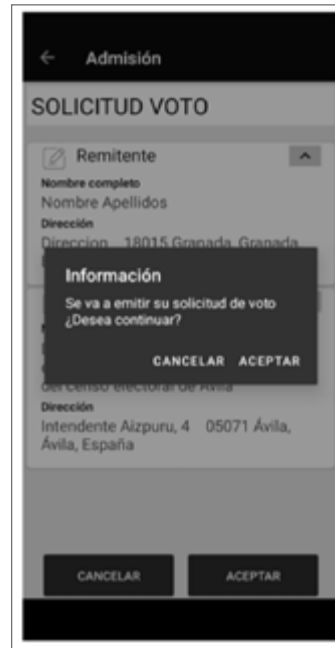 Admisión
SOLICITUD VOTO
Remitente
Nombre completo
Nombre Apellidos
Dirección
Direccion 18015 Granada, Granada
Información
Se va a emitir su solicitud de voto
¿Desea continuar?
CANCELAR ACEPTAR
del Censo electoral de Ávila
Dirección
Intendente Aizpuru, 4 05071 Ávila,
Ávila, España
CANCELAR ACEPTAR